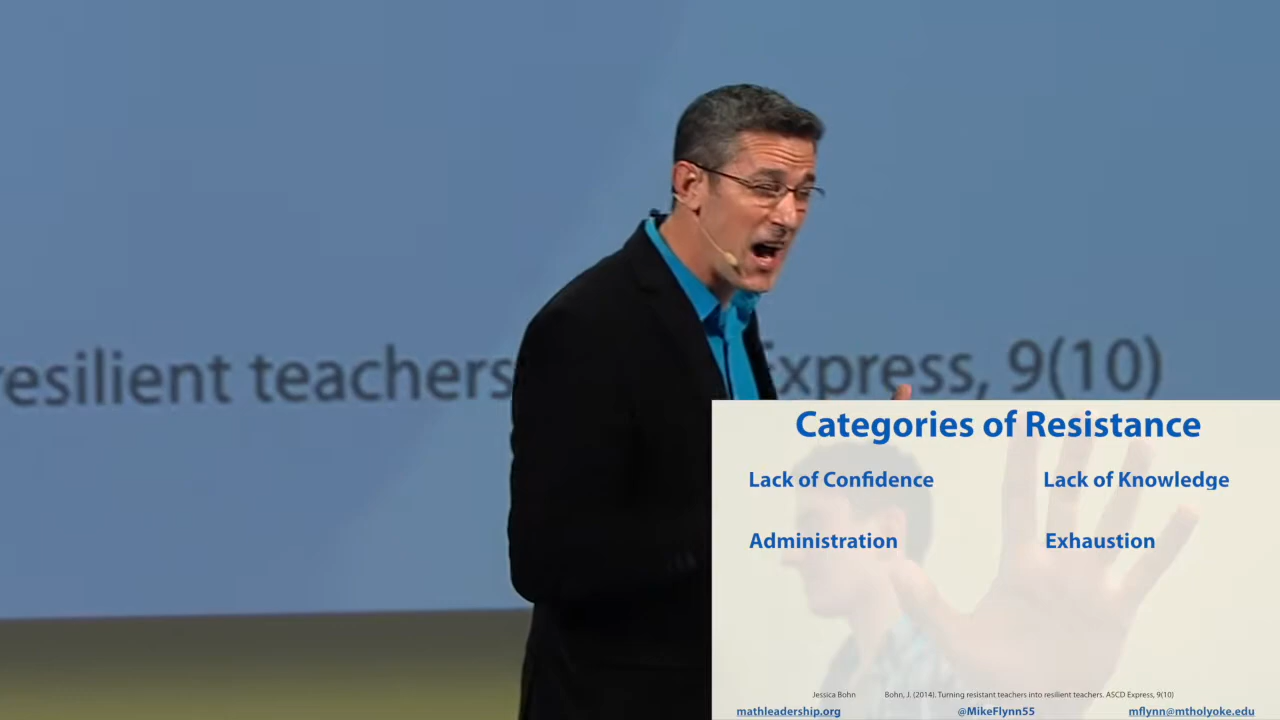 resilient teachers Express, 9(10)
Categories of Resistance
Lack of Confidence Lack of Knowledge
Administration Exhaustion
Jessica Bohn Bohn, J. (2014). Turning resistant teachers into resilient teachers. ASCD Express, 9(10)
mathleadership.org @MikeFlynn55 mflynn@mtholyoke.edu